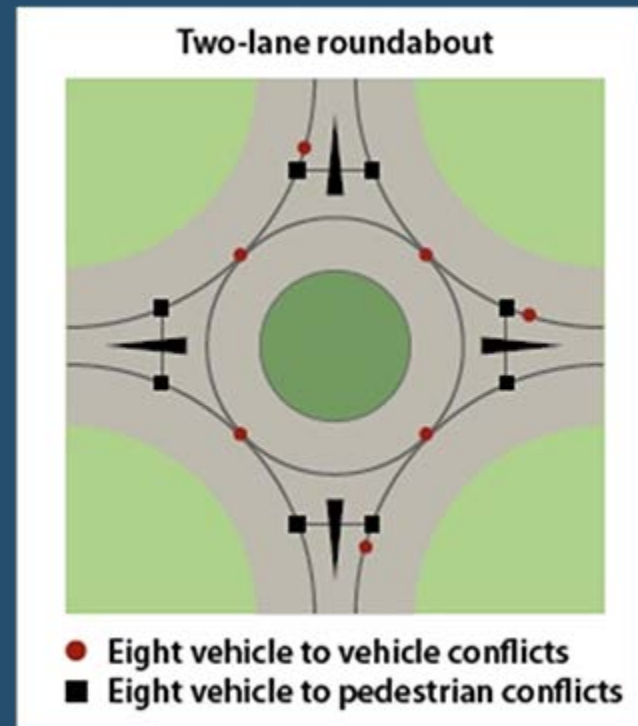 Two-lane roundabout
Eight vehicle to vehicle conflicts
Eight vehicle to pedestrian conflicts